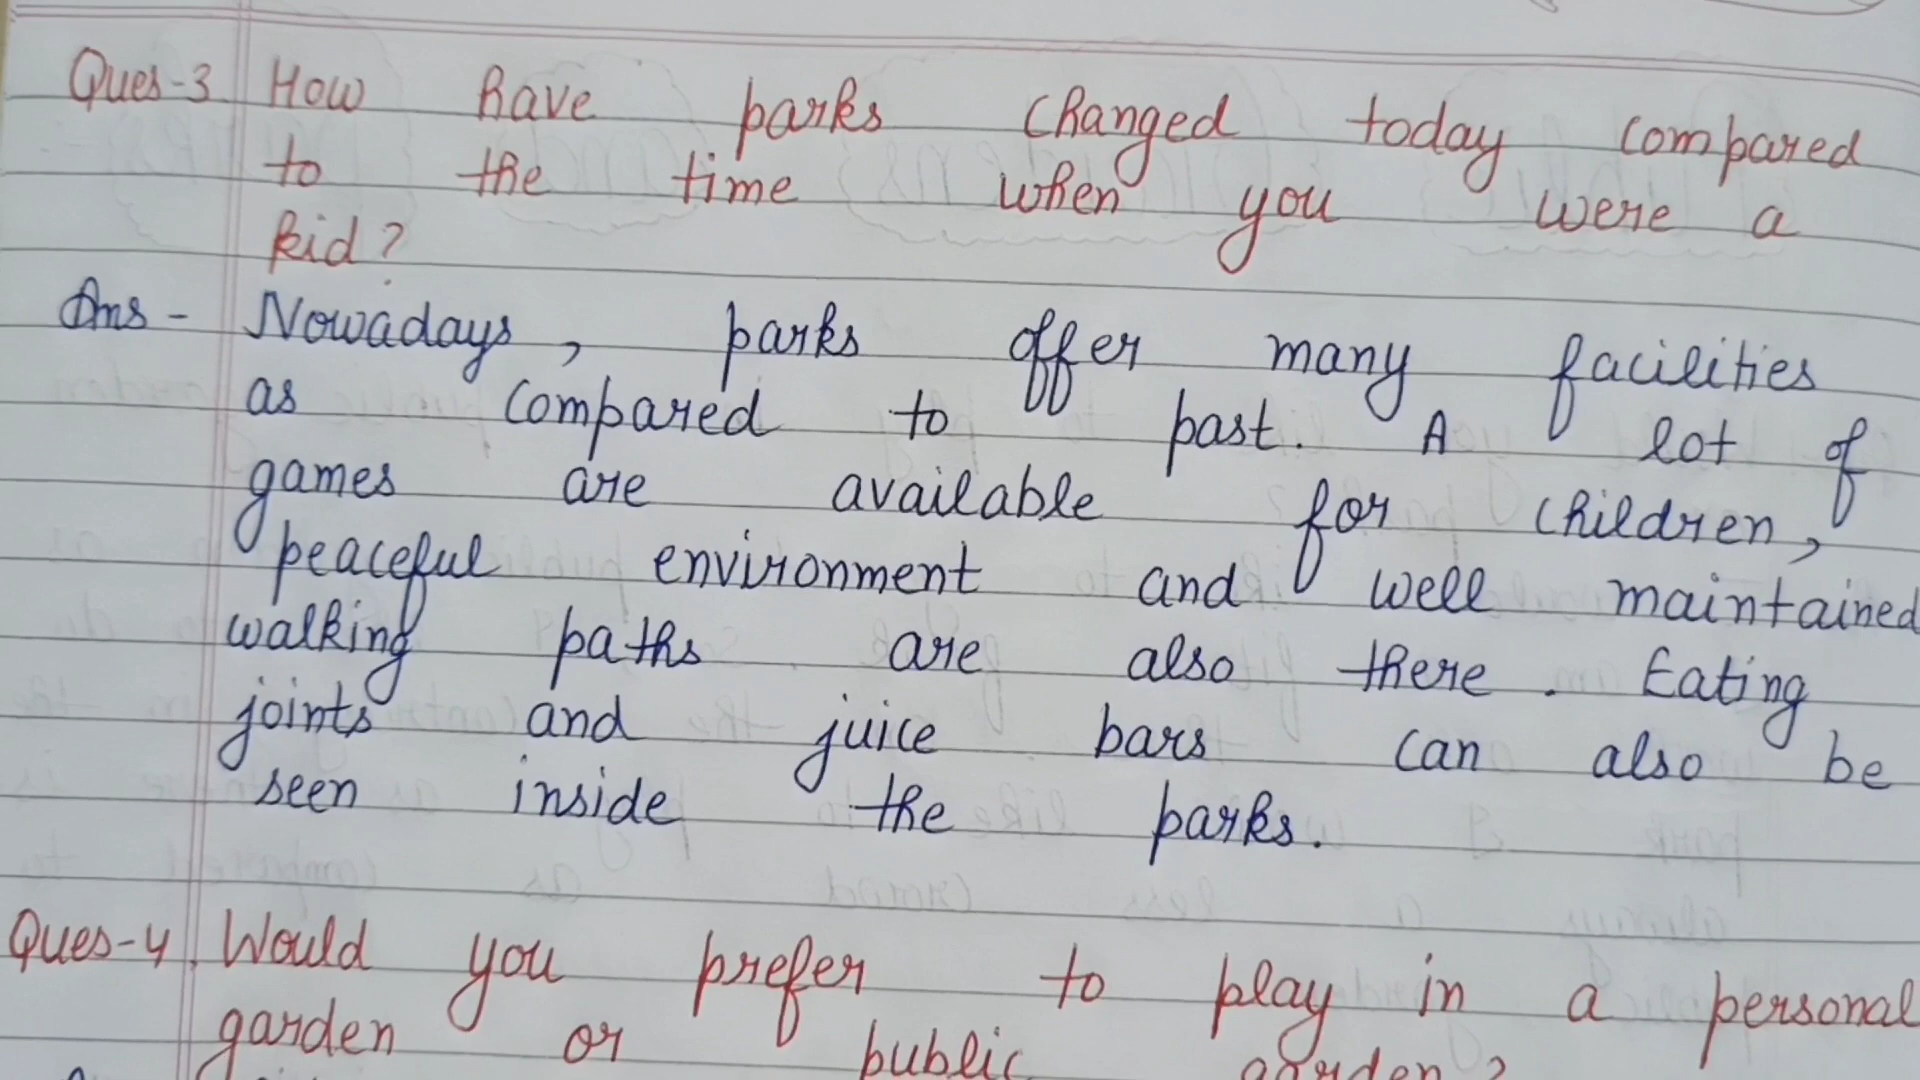 Ques-3 How have parks changed today compared
to the time when you were a
kid?
Ans - Nowadays, parks offer many facilities
as compared to past. A lot of
games are available for children,
peaceful environment and well maintained
walking paths are also there. Eating
joints and juice bars can also be
seen inside the parks.
Ques-4. Would you prefer to play in a personal
garden or public garden?